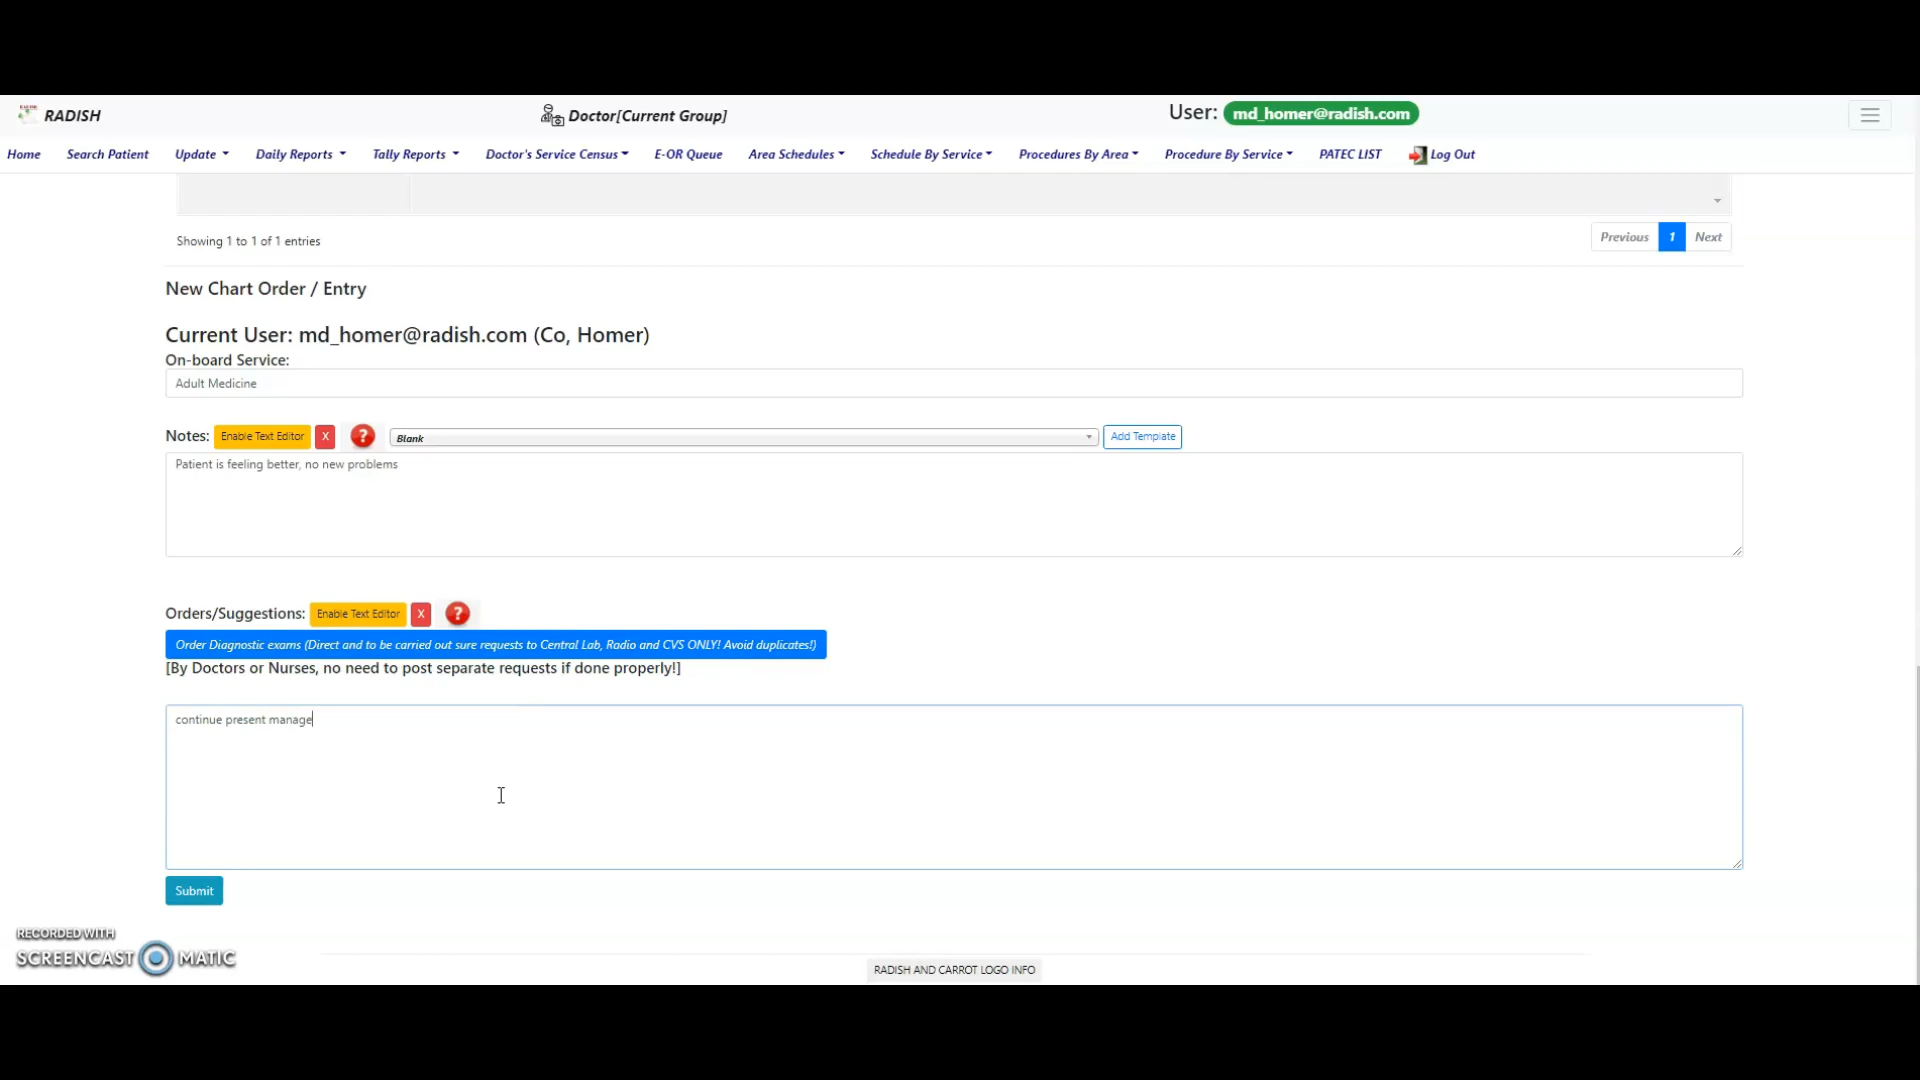 RADISH
Doctor[Current Group]
User: md_homer@radish.com
Home Search Patient Update Daily Reports Tally Reports Doctor's Service Census E-OR Queue Area Schedules Schedule By Service Procedures By Area Procedure By Service PATEC LIST Log Out
Showing 1 to 1 of 1 entries
Previous 1 Next
New Chart Order / Entry
Current User: md_homer@radish.com (Co, Homer)
On-board Service:
Adult Medicine
Notes: Enable Text Editor X ? Blank Add Template
Patient is feeling better, no new problems
Orders/Suggestions: Enable Text Editor X ?
Order Diagnostic exams (Direct and to be carried out sure requests to Central Lab, Radio and CVS ONLY! Avoid duplicates!)
[By Doctors or Nurses, no need to post separate requests if done properly!]
continue present manage
Submit
RECORDED WITH
SCREENCAST MATIC
RADISH AND CARROT LOGO INFO